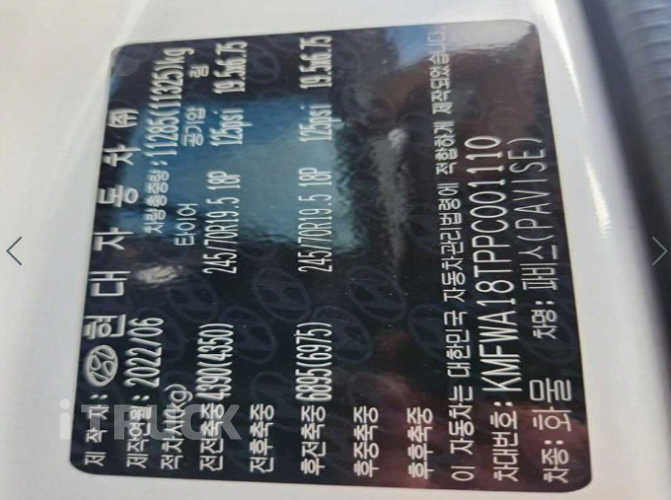 제 작 자 : 현 대 자 동 차 ㈜
제작연월 : 2022/06 차량총중량 : 11285(11325)kg
적차시(kg) 타이어 공기압 림
전전축중 4390(4350) 245/70R19.5 18P 125psi 19.5x6.75
전후축중
후전축중 6895(6975) 245/70R19.5 18P 125psi 19.5x6.75
후중축중
후후축중
이 자동차는 대한민국 자동차관리법령에 적합하게 제작되었습니다.
차대번호: KMFWA18TPPC001110
차종: 화물 차명: 파비스(PAVISE)
iTRUCK